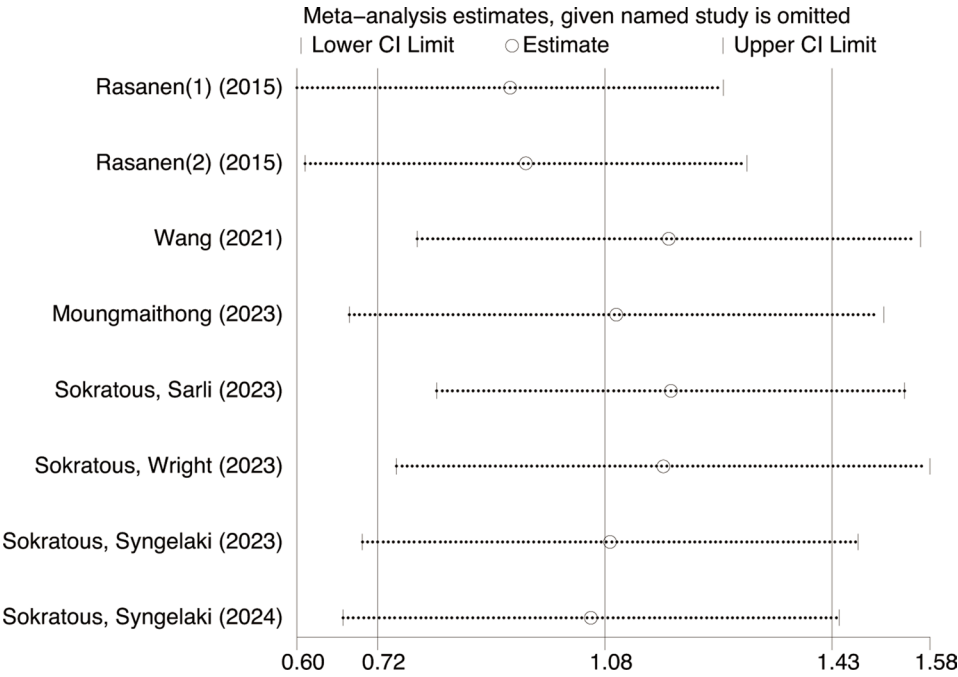 Meta−analysis estimates, given named study is omitted
Lower CI Limit Estimate Upper CI Limit
Rasanen(1) (2015)
Rasanen(2) (2015)
Wang (2021)
Moungmaithong (2023)
Sokratous, Sarli (2023)
Sokratous, Wright (2023)
Sokratous, Syngelaki (2023)
Sokratous, Syngelaki (2024)
0.60 0.72 1.08 1.43 1.58